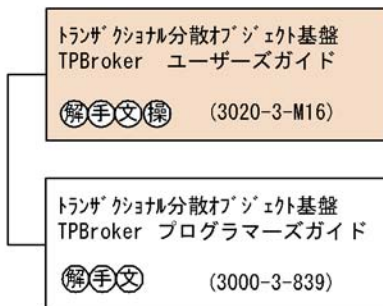 ﾄﾗﾝｻﾞｸｼｮﾅﾙ分散ｵﾌﾞｼﾞｪｸﾄ基盤
TPBroker ユーザーズガイド
解手文操 (3020-3-M16)
ﾄﾗﾝｻﾞｸｼｮﾅﾙ分散ｵﾌﾞｼﾞｪｸﾄ基盤
TPBroker プログラマーズガイド
解手文 (3000-3-839)